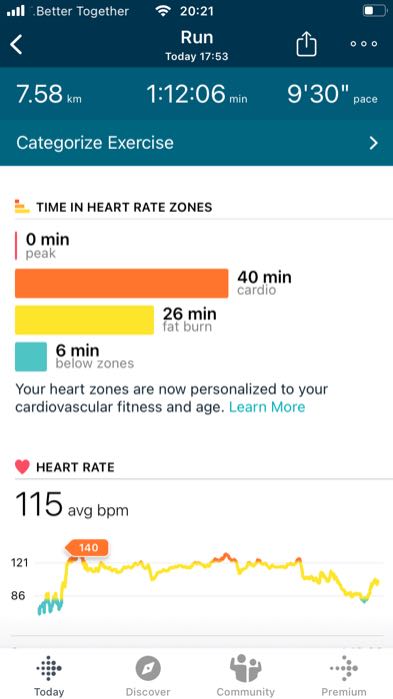 .Better Together 20:21
Run
Today 17:53
7.58 km 1:12:06 min 9'30" pace
Categorize Exercise
TIME IN HEART RATE ZONES
0 min
peak
40 min
cardio
26 min
fat burn
6 min
below zones
Your heart zones are now personalized to your
cardiovascular fitness and age. Learn More
HEART RATE
115 avg bpm
140
121
86
Today Discover Community Premium